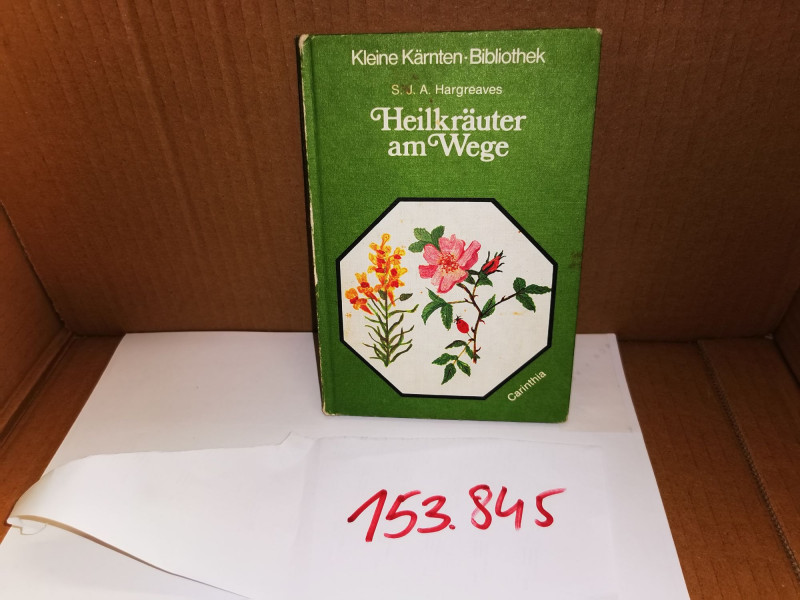 Kleine Kärnten · Bibliothek
S. J. A. Hargreaves
Heilkräuter
am Wege
Carinthia
153.845